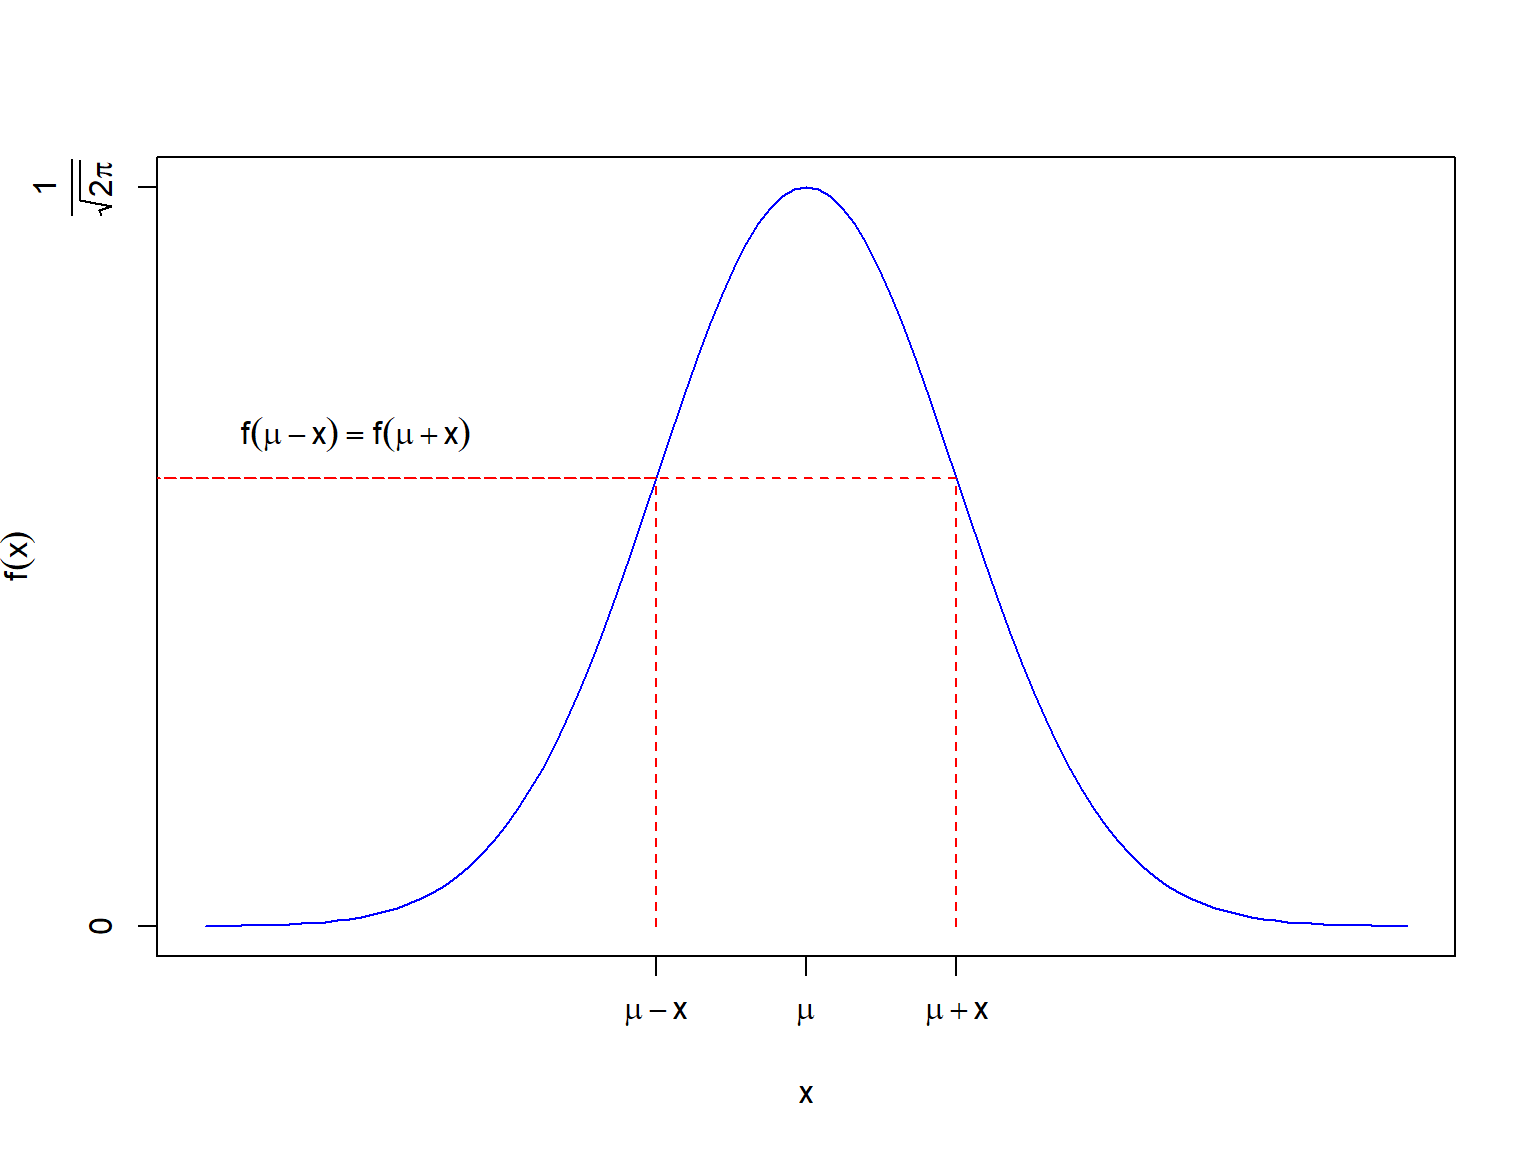 1
√2π
f(μ − x) = f(μ + x)
f(x)
0
μ − x μ μ + x
x